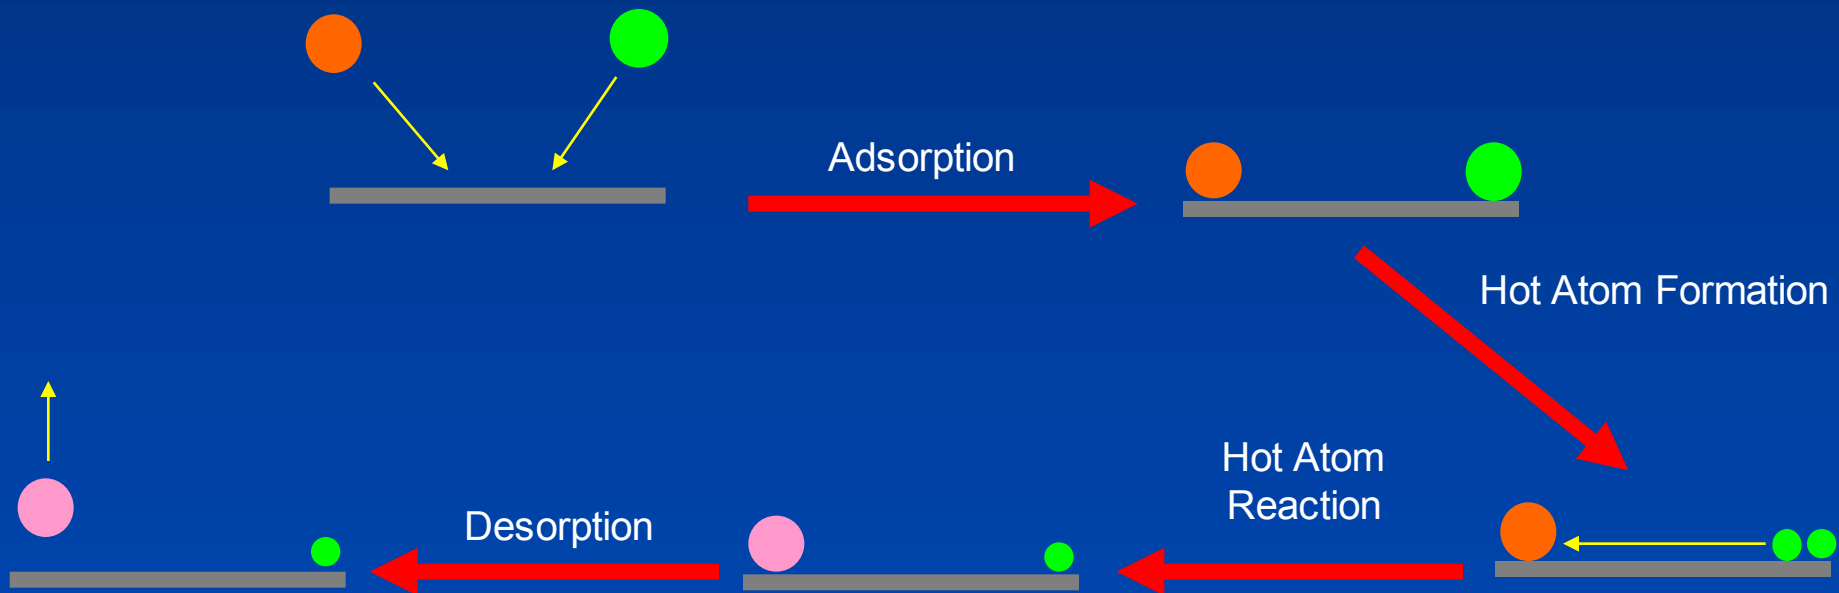 Adsorption
Hot Atom Formation
Hot Atom
Reaction
Desorption